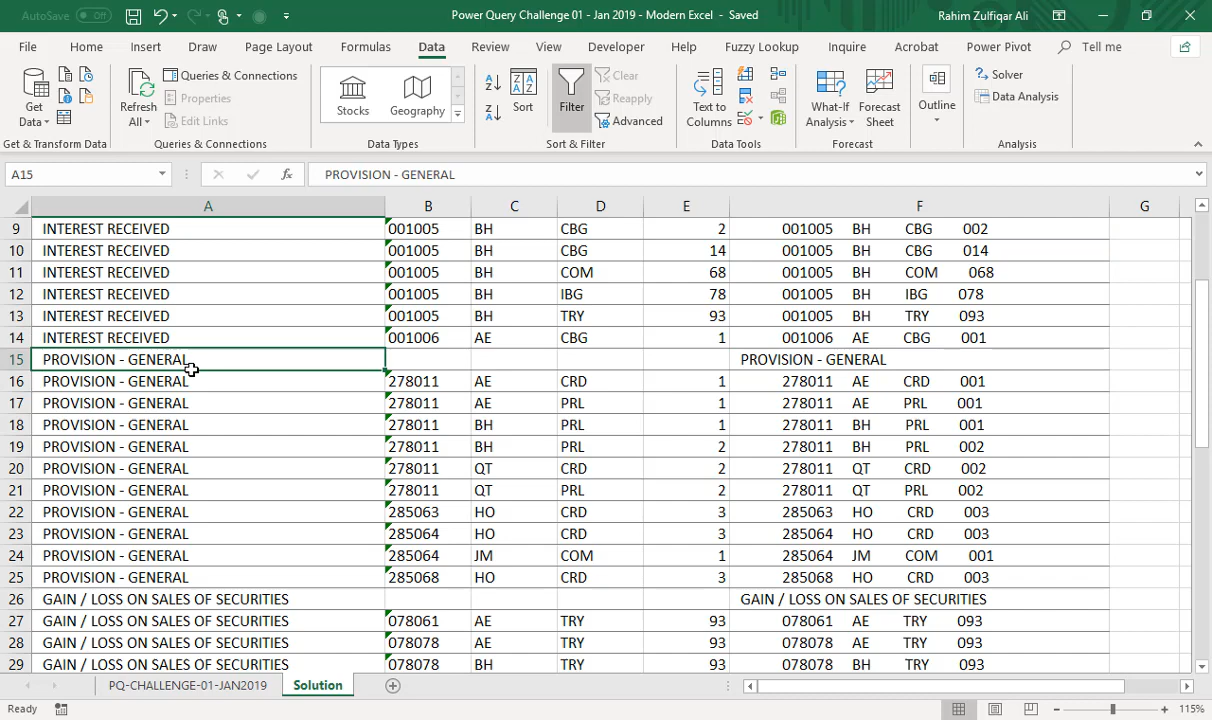 AutoSave Off Power Query Challenge 01 - Jan 2019 - Modern Excel - Saved Rahim Zulfiqar Ali
File Home Insert Draw Page Layout Formulas Data Review View Developer Help Fuzzy Lookup Inquire Acrobat Power Pivot Tell me
Get Data
Refresh All
Queries & Connections
Properties
Edit Links
Stocks Geography
Sort
Filter
Clear
Reapply
Advanced
Text to Columns
What-If Analysis
Forecast Sheet
Outline
Solver
Data Analysis
Get & Transform Data Queries & Connections Data Types Sort & Filter Data Tools Forecast Analysis
A15 fx PROVISION - GENERAL
A B C D E F G
9 INTEREST RECEIVED 001005 BH CBG 2 001005 BH CBG 002
10 INTEREST RECEIVED 001005 BH CBG 14 001005 BH CBG 014
11 INTEREST RECEIVED 001005 BH COM 68 001005 BH COM 068
12 INTEREST RECEIVED 001005 BH IBG 78 001005 BH IBG 078
13 INTEREST RECEIVED 001005 BH TRY 93 001005 BH TRY 093
14 INTEREST RECEIVED 001006 AE CBG 1 001006 AE CBG 001
15 PROVISION - GENERAL PROVISION - GENERAL
16 PROVISION - GENERAL 278011 AE CRD 1 278011 AE CRD 001
17 PROVISION - GENERAL 278011 AE PRL 1 278011 AE PRL 001
18 PROVISION - GENERAL 278011 BH PRL 1 278011 BH PRL 001
19 PROVISION - GENERAL 278011 BH PRL 2 278011 BH PRL 002
20 PROVISION - GENERAL 278011 QT CRD 2 278011 QT CRD 002
21 PROVISION - GENERAL 278011 QT PRL 2 278011 QT PRL 002
22 PROVISION - GENERAL 285063 HO CRD 3 285063 HO CRD 003
23 PROVISION - GENERAL 285064 HO CRD 3 285064 HO CRD 003
24 PROVISION - GENERAL 285064 JM COM 1 285064 JM COM 001
25 PROVISION - GENERAL 285068 HO CRD 3 285068 HO CRD 003
26 GAIN / LOSS ON SALES OF SECURITIES GAIN / LOSS ON SALES OF SECURITIES
27 GAIN / LOSS ON SALES OF SECURITIES 078061 AE TRY 93 078061 AE TRY 093
28 GAIN / LOSS ON SALES OF SECURITIES 078078 AE TRY 93 078078 AE TRY 093
29 GAIN / LOSS ON SALES OF SECURITIES 078078 BH TRY 93 078078 BH TRY 093
PQ-CHALLENGE-01-JAN2019 Solution
Ready 115%